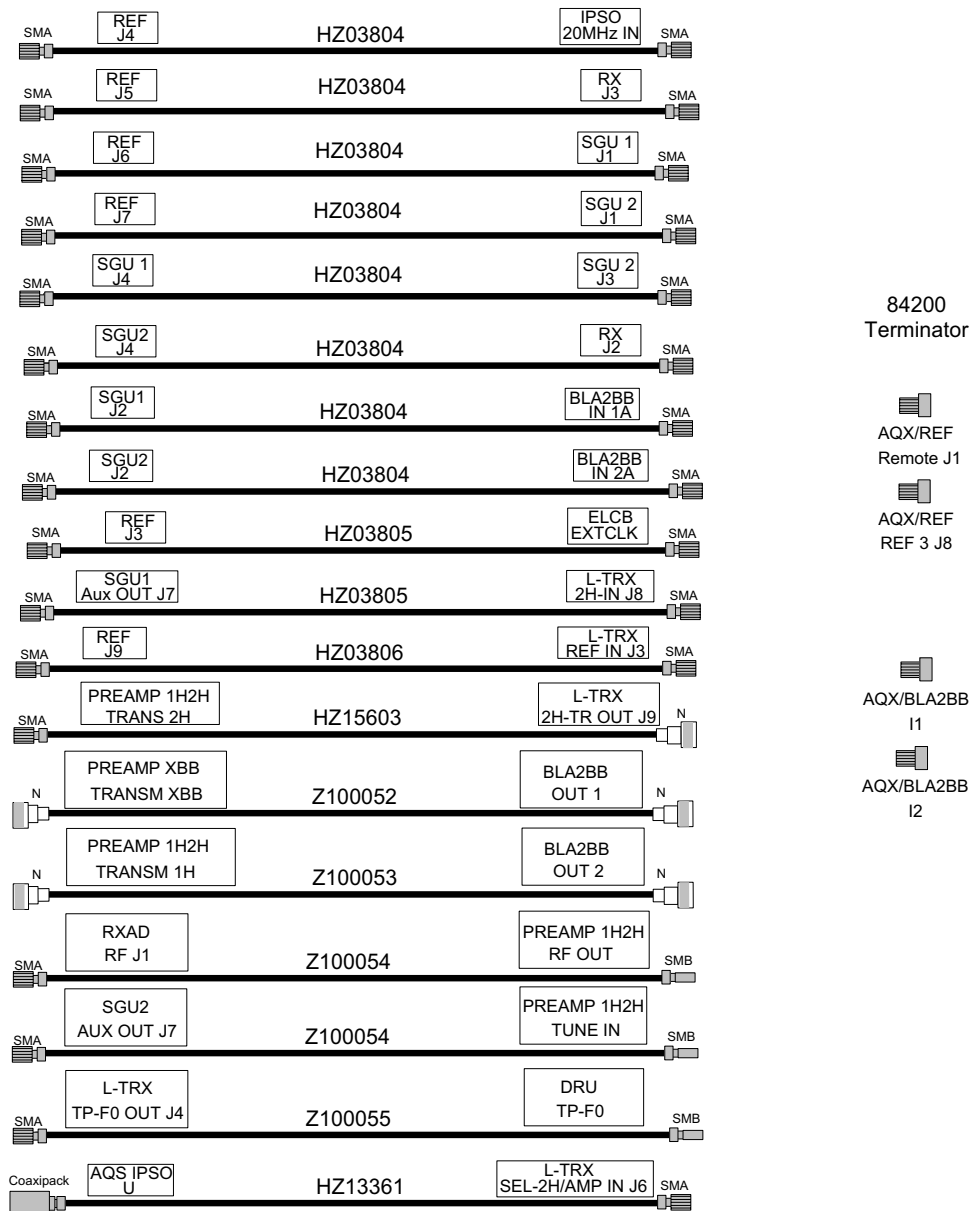 SMA
REF
J4
HZ03804
IPSO
20MHz IN
SMA
SMA
REF
J5
HZ03804
RX
J3
SMA
SMA
REF
J6
HZ03804
SGU 1
J1
SMA
SMA
REF
J7
HZ03804
SGU 2
J1
SMA
SMA
SGU 1
J4
HZ03804
SGU 2
J3
SMA
SMA
SGU2
J4
HZ03804
RX
J2
SMA
SMA
SGU1
J2
HZ03804
BLA2BB
IN 1A
SMA
SMA
SGU2
J2
HZ03804
BLA2BB
IN 2A
SMA
SMA
REF
J3
HZ03805
ELCB
EXTCLK
SMA
SMA
SGU1
Aux OUT J7
HZ03805
L-TRX
2H-IN J8
SMA
SMA
REF
J9
HZ03806
L-TRX
REF IN J3
SMA
SMA
PREAMP 1H2H
TRANS 2H
HZ15603
L-TRX
2H-TR OUT J9
N
N
PREAMP XBB
TRANSM XBB
Z100052
BLA2BB
OUT 1
N
N
PREAMP 1H2H
TRANSM 1H
Z100053
BLA2BB
OUT 2
N
SMA
RXAD
RF J1
Z100054
PREAMP 1H2H
RF OUT
SMB
SMA
SGU2
AUX OUT J7
Z100054
PREAMP 1H2H
TUNE IN
SMB
SMA
L-TRX
TP-F0 OUT J4
Z100055
DRU
TP-F0
SMB
Coaxipack
AQS IPSO
U
HZ13361
L-TRX
SEL-2H/AMP IN J6
SMA
84200
Terminator
AQX/REF
Remote J1
AQX/REF
REF 3 J8
AQX/BLA2BB
I1
AQX/BLA2BB
I2